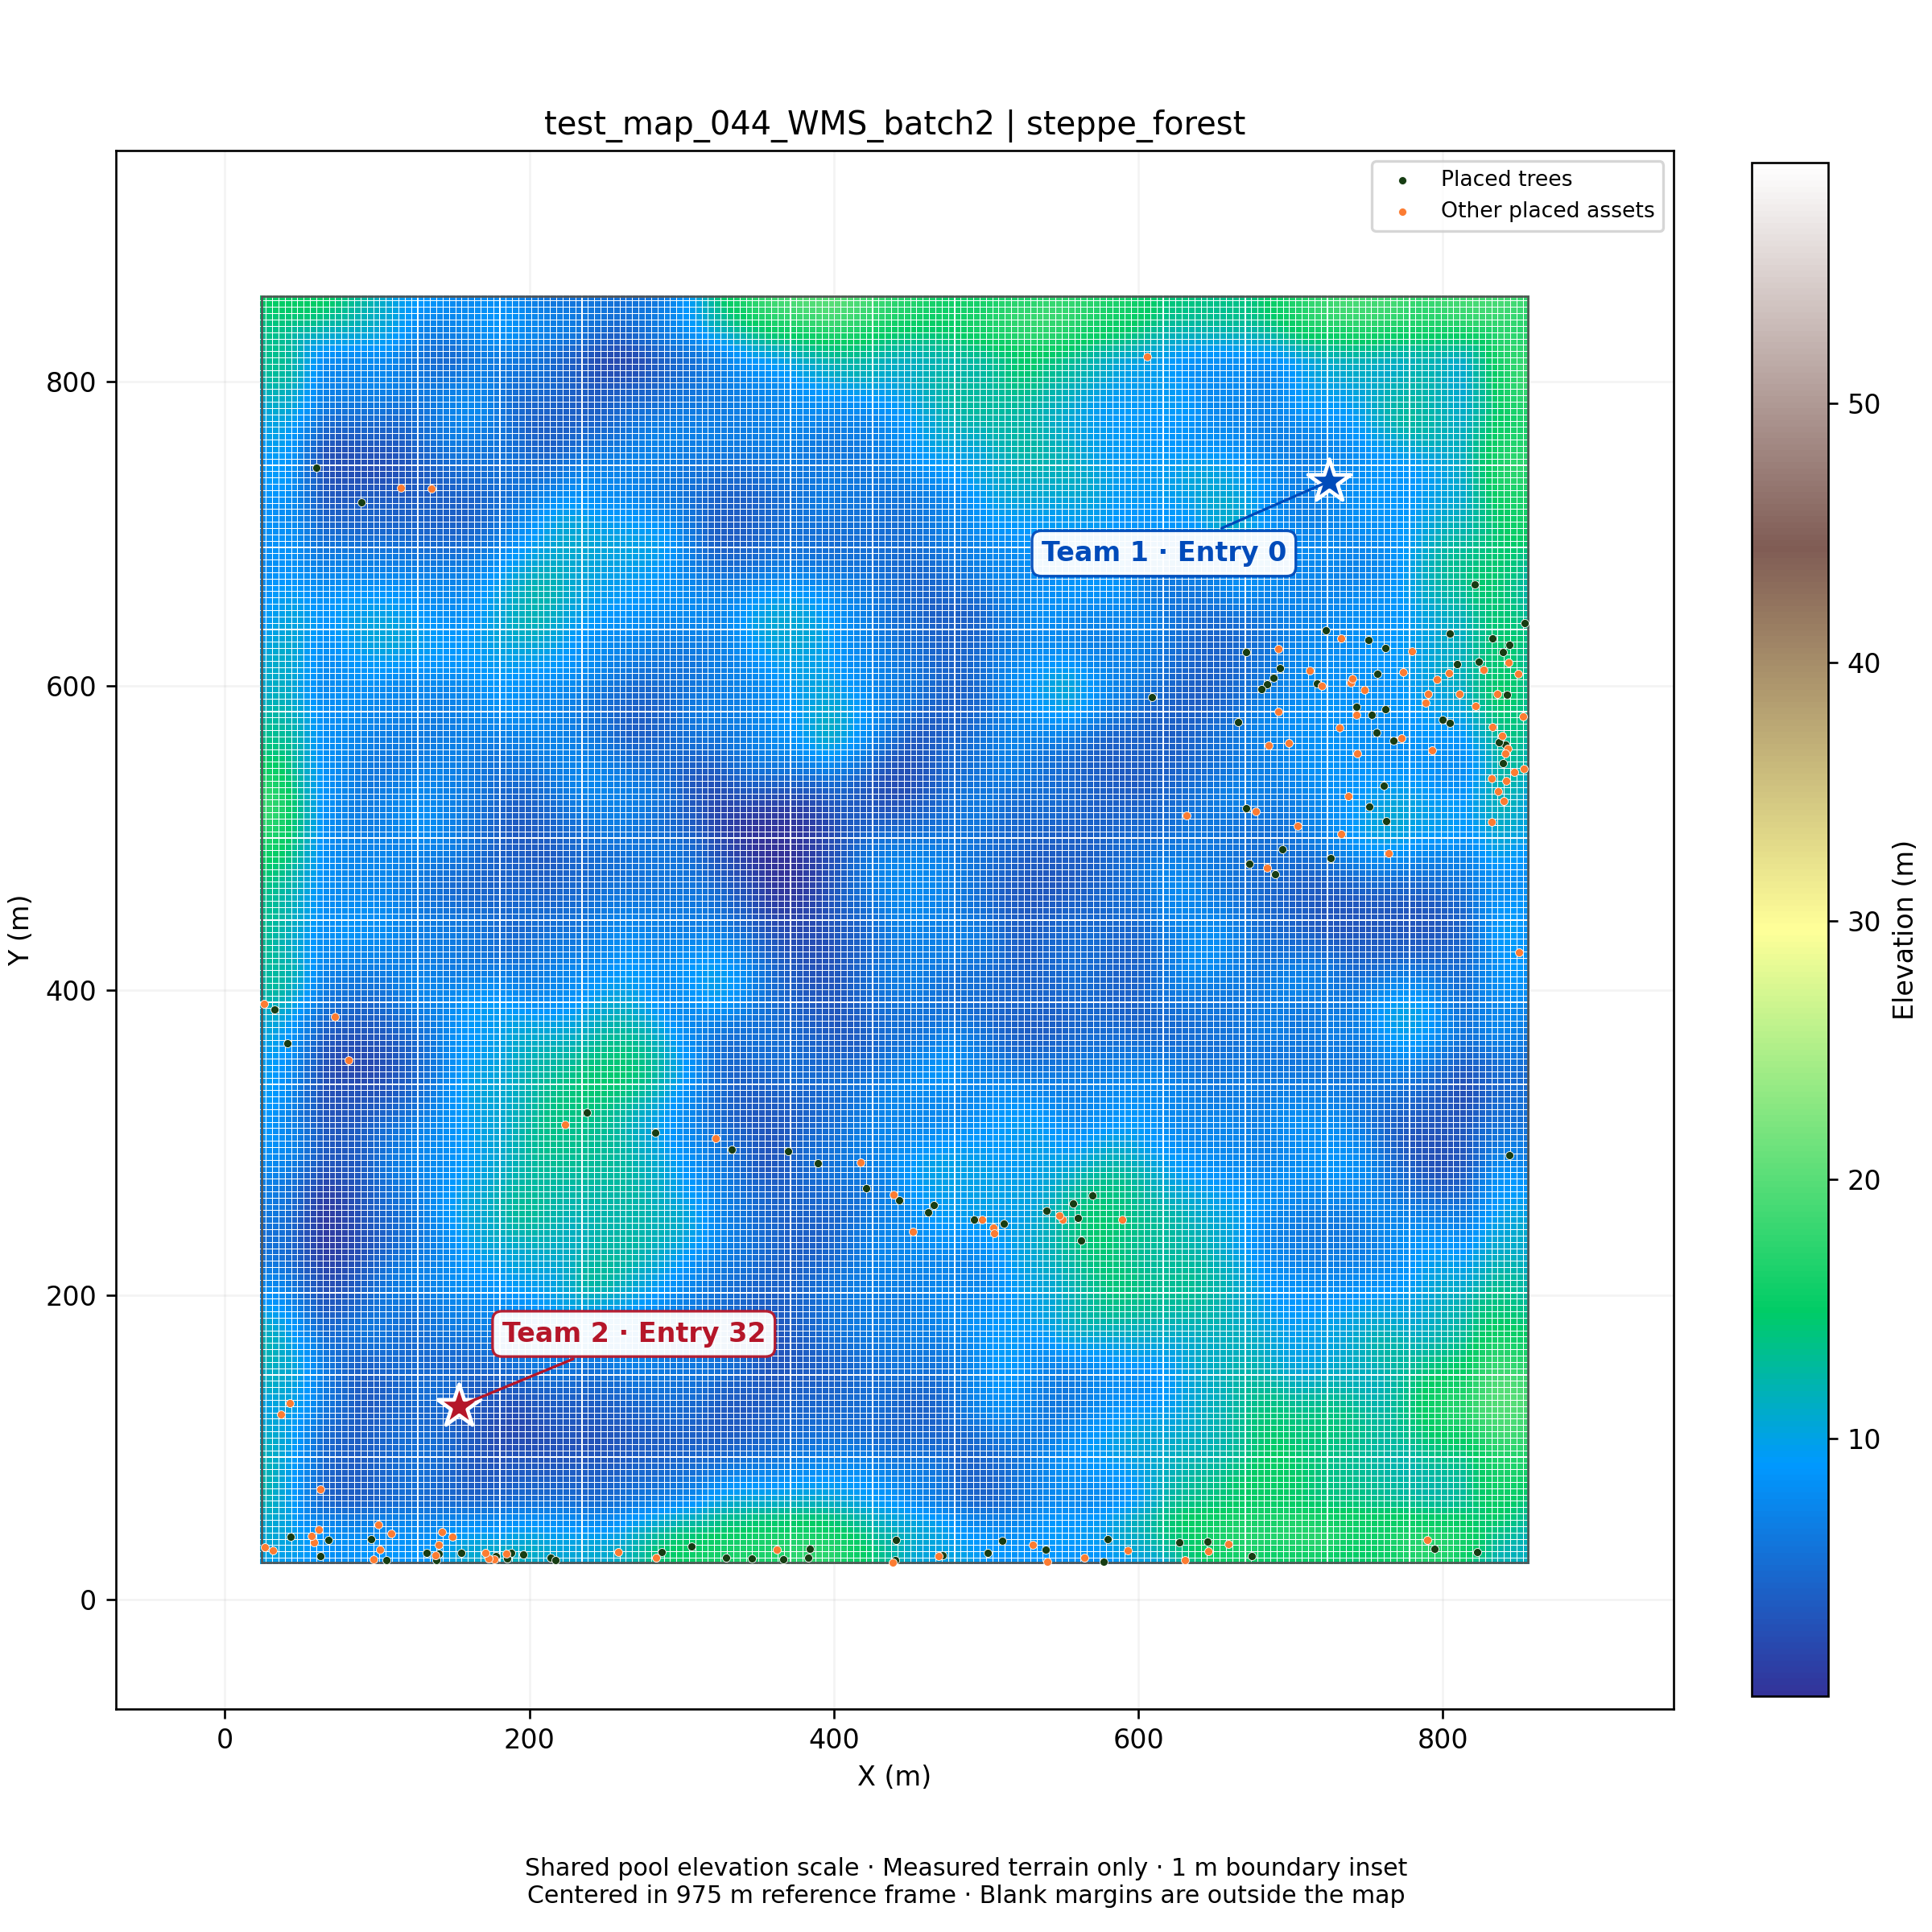 test_map_044_WMS_batch2 | steppe_forest
Placed trees
Other placed assets
Team 1 · Entry 0
Team 2 · Entry 32
800
600
400
200
0
Y (m)
0
200
400
600
800
X (m)
50
40
30
20
10
Elevation (m)
Shared pool elevation scale · Measured terrain only · 1 m boundary inset
Centered in 975 m reference frame · Blank margins are outside the map